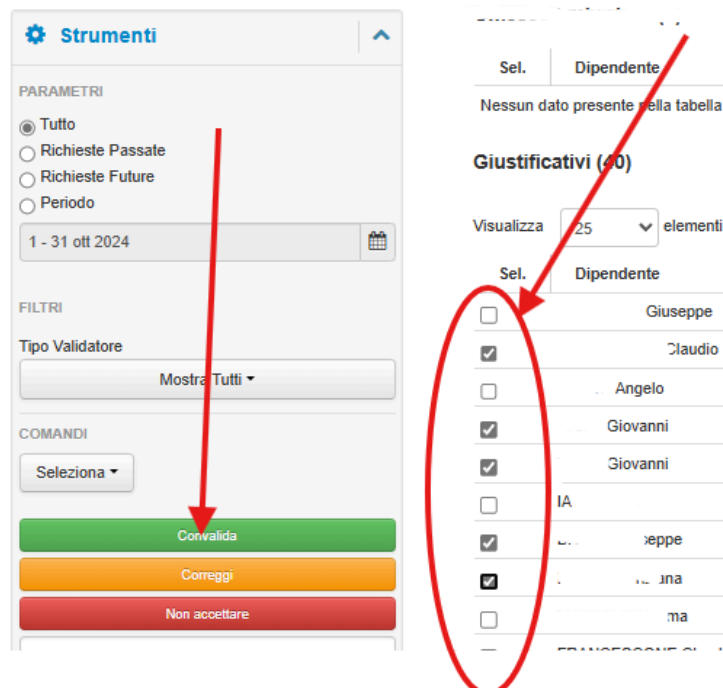 Strumenti
PARAMETRI
Tutto
Richieste Passate
Richieste Future
Periodo
1 - 31 ott 2024
FILTRI
Tipo Validatore
Mostra Tutti
COMANDI
Seleziona
Convalida
Correggi
Non accettare
Sel. Dipendente
Nessun dato presente nella tabella
Giustificativi (40)
Visualizza 25 elementi
Sel. Dipendente
Giuseppe
Claudio
Angelo
Giovanni
Giovanni
IA